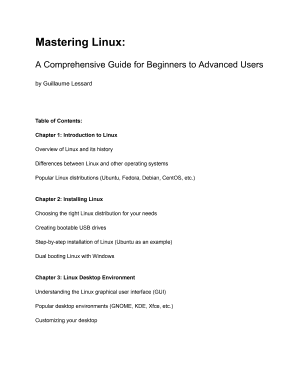 Mastering Linux:
A Comprehensive Guide for Beginners to Advanced Users
by Guillaume Lessard
Table of Contents:
Chapter 1: Introduction to Linux
Overview of Linux and its history
Differences between Linux and other operating systems
Popular Linux distributions (Ubuntu, Fedora, Debian, CentOS, etc.)
Chapter 2: Installing Linux
Choosing the right Linux distribution for your needs
Creating bootable USB drives
Step-by-step installation of Linux (Ubuntu as an example)
Dual booting Linux with Windows
Chapter 3: Linux Desktop Environment
Understanding the Linux graphical user interface (GUI)
Popular desktop environments (GNOME, KDE, Xfce, etc.)
Customizing your desktop